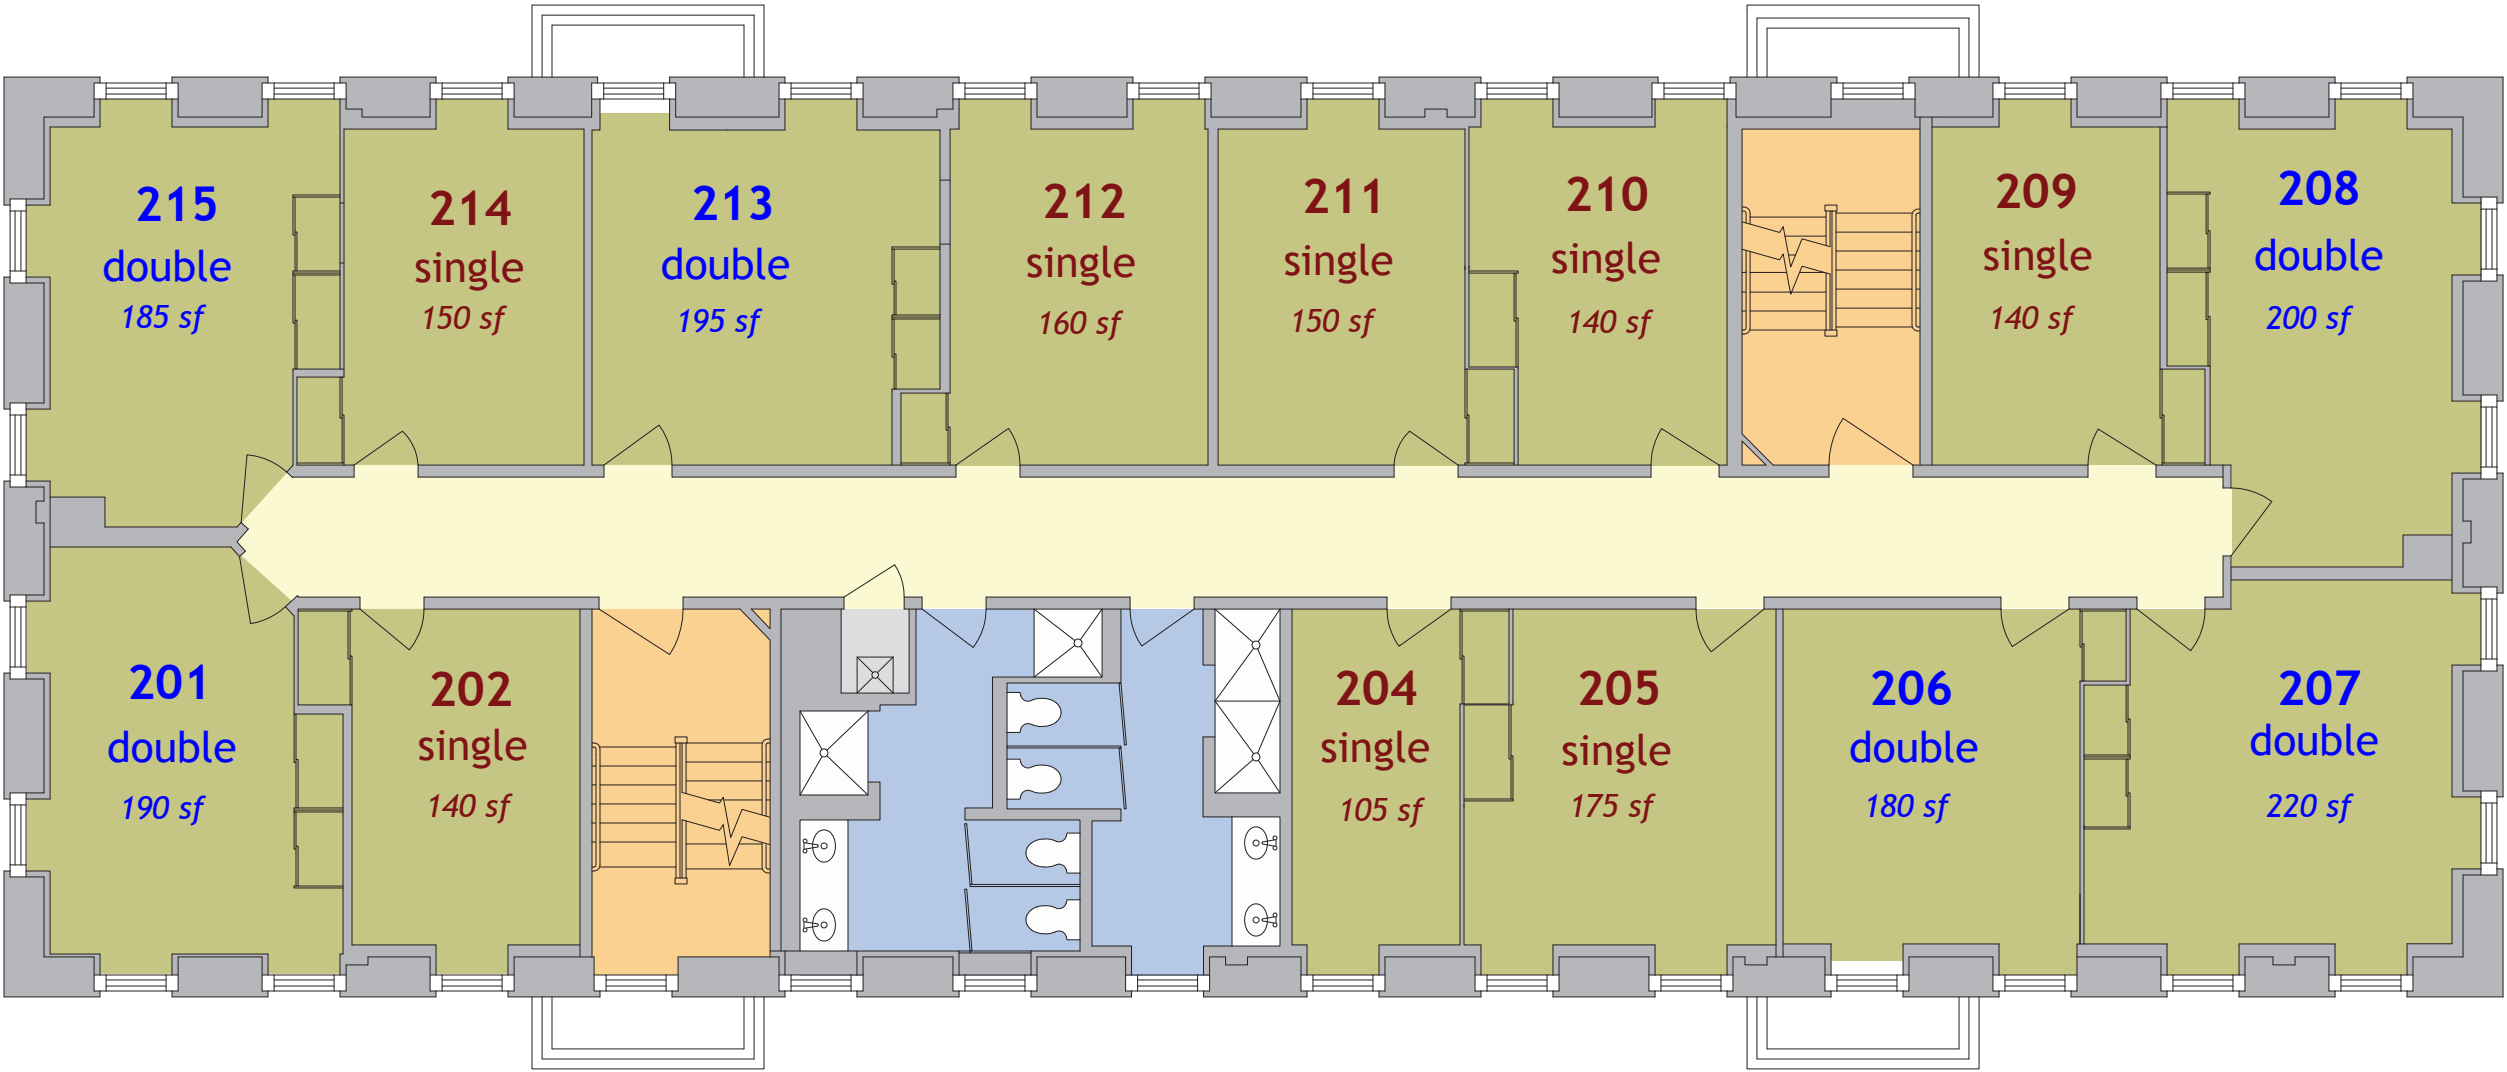 215
double
185 sf
214
single
150 sf
213
double
195 sf
212
single
160 sf
211
single
150 sf
210
single
140 sf
209
single
140 sf
208
double
200 sf
201
double
190 sf
202
single
140 sf
204
single
105 sf
205
single
175 sf
206
double
180 sf
207
double
220 sf